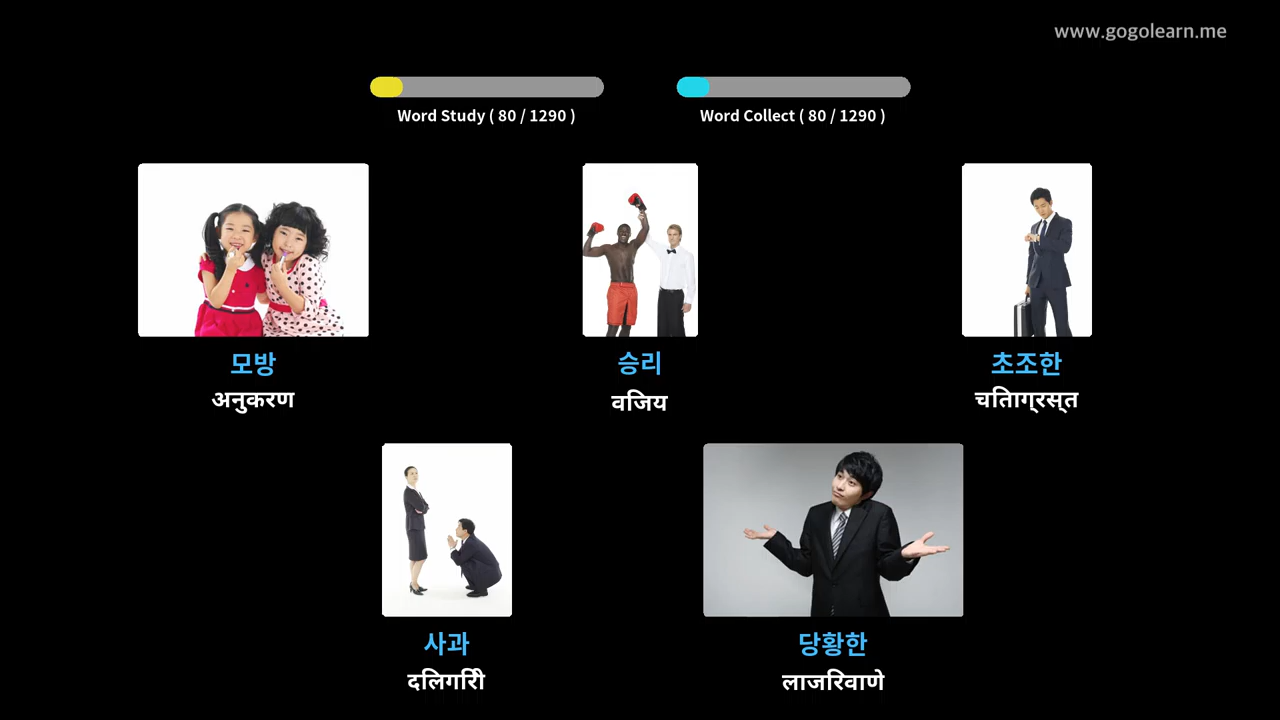 www.gogolearn.me
Word Study ( 80 / 1290 )
Word Collect ( 80 / 1290 )
모방
अनुकरण
승리
वजिय
초조한
चतिाग्रस्त
사과
दलिगरिी
당황한
लाजरिवाणे